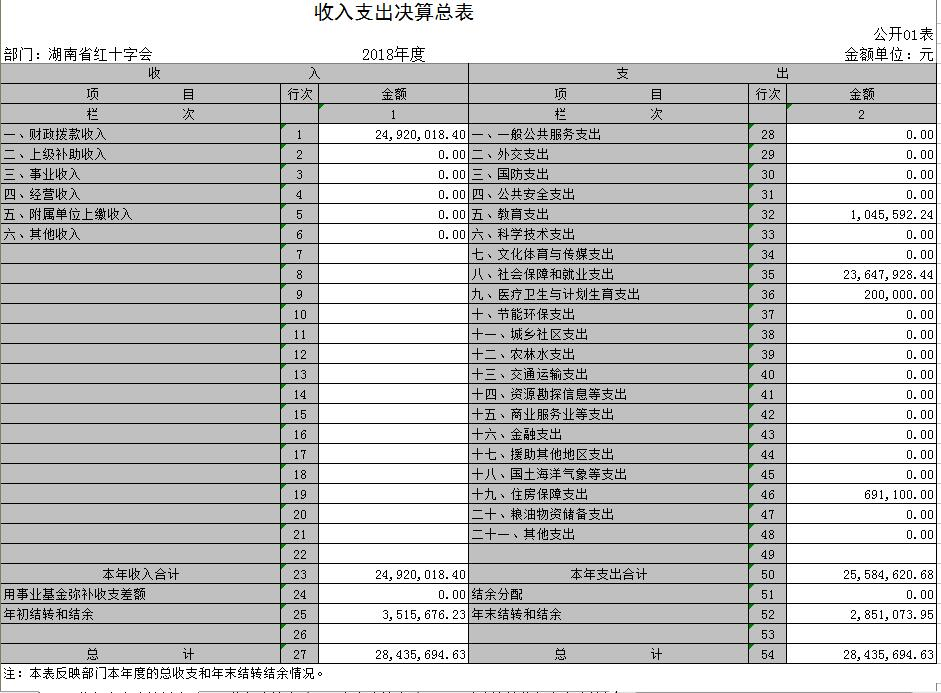 收入支出决算总表
公开01表
部门：湖南省红十字会 2018年度 金额单位：元
收 入 支 出
项 目 行次 金额 项 目 行次 金额
栏 次 1 栏 次 2
一、财政拨款收入 1 24,920,018.40 一、一般公共服务支出 28 0.00
二、上级补助收入 2 0.00 二、外交支出 29 0.00
三、事业收入 3 0.00 三、国防支出 30 0.00
四、经营收入 4 0.00 四、公共安全支出 31 0.00
五、附属单位上缴收入 5 0.00 五、教育支出 32 1,045,592.24
六、其他收入 6 0.00 六、科学技术支出 33 0.00
7 七、文化体育与传媒支出 34 0.00
8 八、社会保障和就业支出 35 23,647,928.44
9 九、医疗卫生与计划生育支出 36 200,000.00
10 十、节能环保支出 37 0.00
11 十一、城乡社区支出 38 0.00
12 十二、农林水支出 39 0.00
13 十三、交通运输支出 40 0.00
14 十四、资源勘探信息等支出 41 0.00
15 十五、商业服务业等支出 42 0.00
16 十六、金融支出 43 0.00
17 十七、援助其他地区支出 44 0.00
18 十八、国土海洋气象等支出 45 0.00
19 十九、住房保障支出 46 691,100.00
20 二十、粮油物资储备支出 47 0.00
21 二十一、其他支出 48 0.00
22 49
本年收入合计 23 24,920,018.40 本年支出合计 50 25,584,620.68
用事业基金弥补收支差额 24 0.00 结余分配 51 0.00
年初结转和结余 25 3,515,676.23 年末结转和结余 52 2,851,073.95
26 53
总 计 27 28,435,694.63 总 计 54 28,435,694.63
注：本表反映部门本年度的总收支和年末结转结余情况。